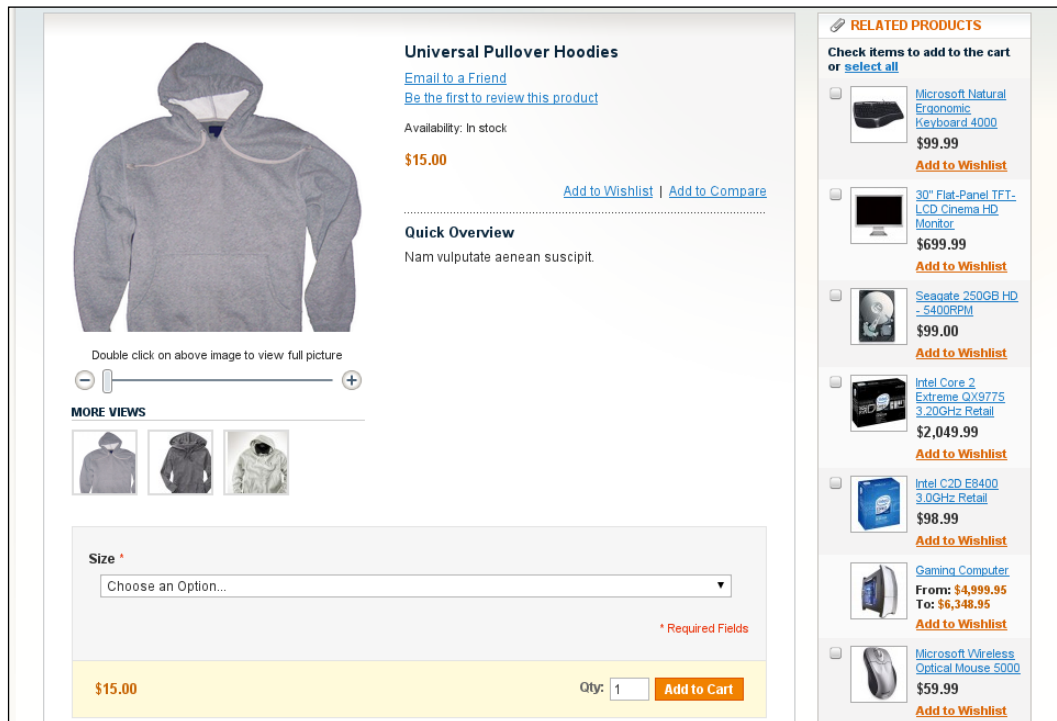 Universal Pullover Hoodies
Email to a Friend
Be the first to review this product
Availability: In stock
$15.00
Add to Wishlist | Add to Compare
Quick Overview
Nam vulputate aenean suscipit.
Double click on above image to view full picture
MORE VIEWS
Size *
Choose an Option...
* Required Fields
$15.00
Qty: 1 Add to Cart
RELATED PRODUCTS
Check items to add to the cart
or select all
Microsoft Natural
Ergonomic
Keyboard 4000
$99.99
Add to Wishlist
30" Flat-Panel TFT-
LCD Cinema HD
Monitor
$699.99
Add to Wishlist
Seagate 250GB HD
- 5400RPM
$99.00
Add to Wishlist
Intel Core 2
Extreme QX9775
3.20GHz Retail
$2,049.99
Add to Wishlist
Intel C2D E8400
3.0GHz Retail
$98.99
Add to Wishlist
Gaming Computer
From: $4,999.95
To: $6,348.95
Add to Wishlist
Microsoft Wireless
Optical Mouse 5000
$59.99
Add to Wishlist